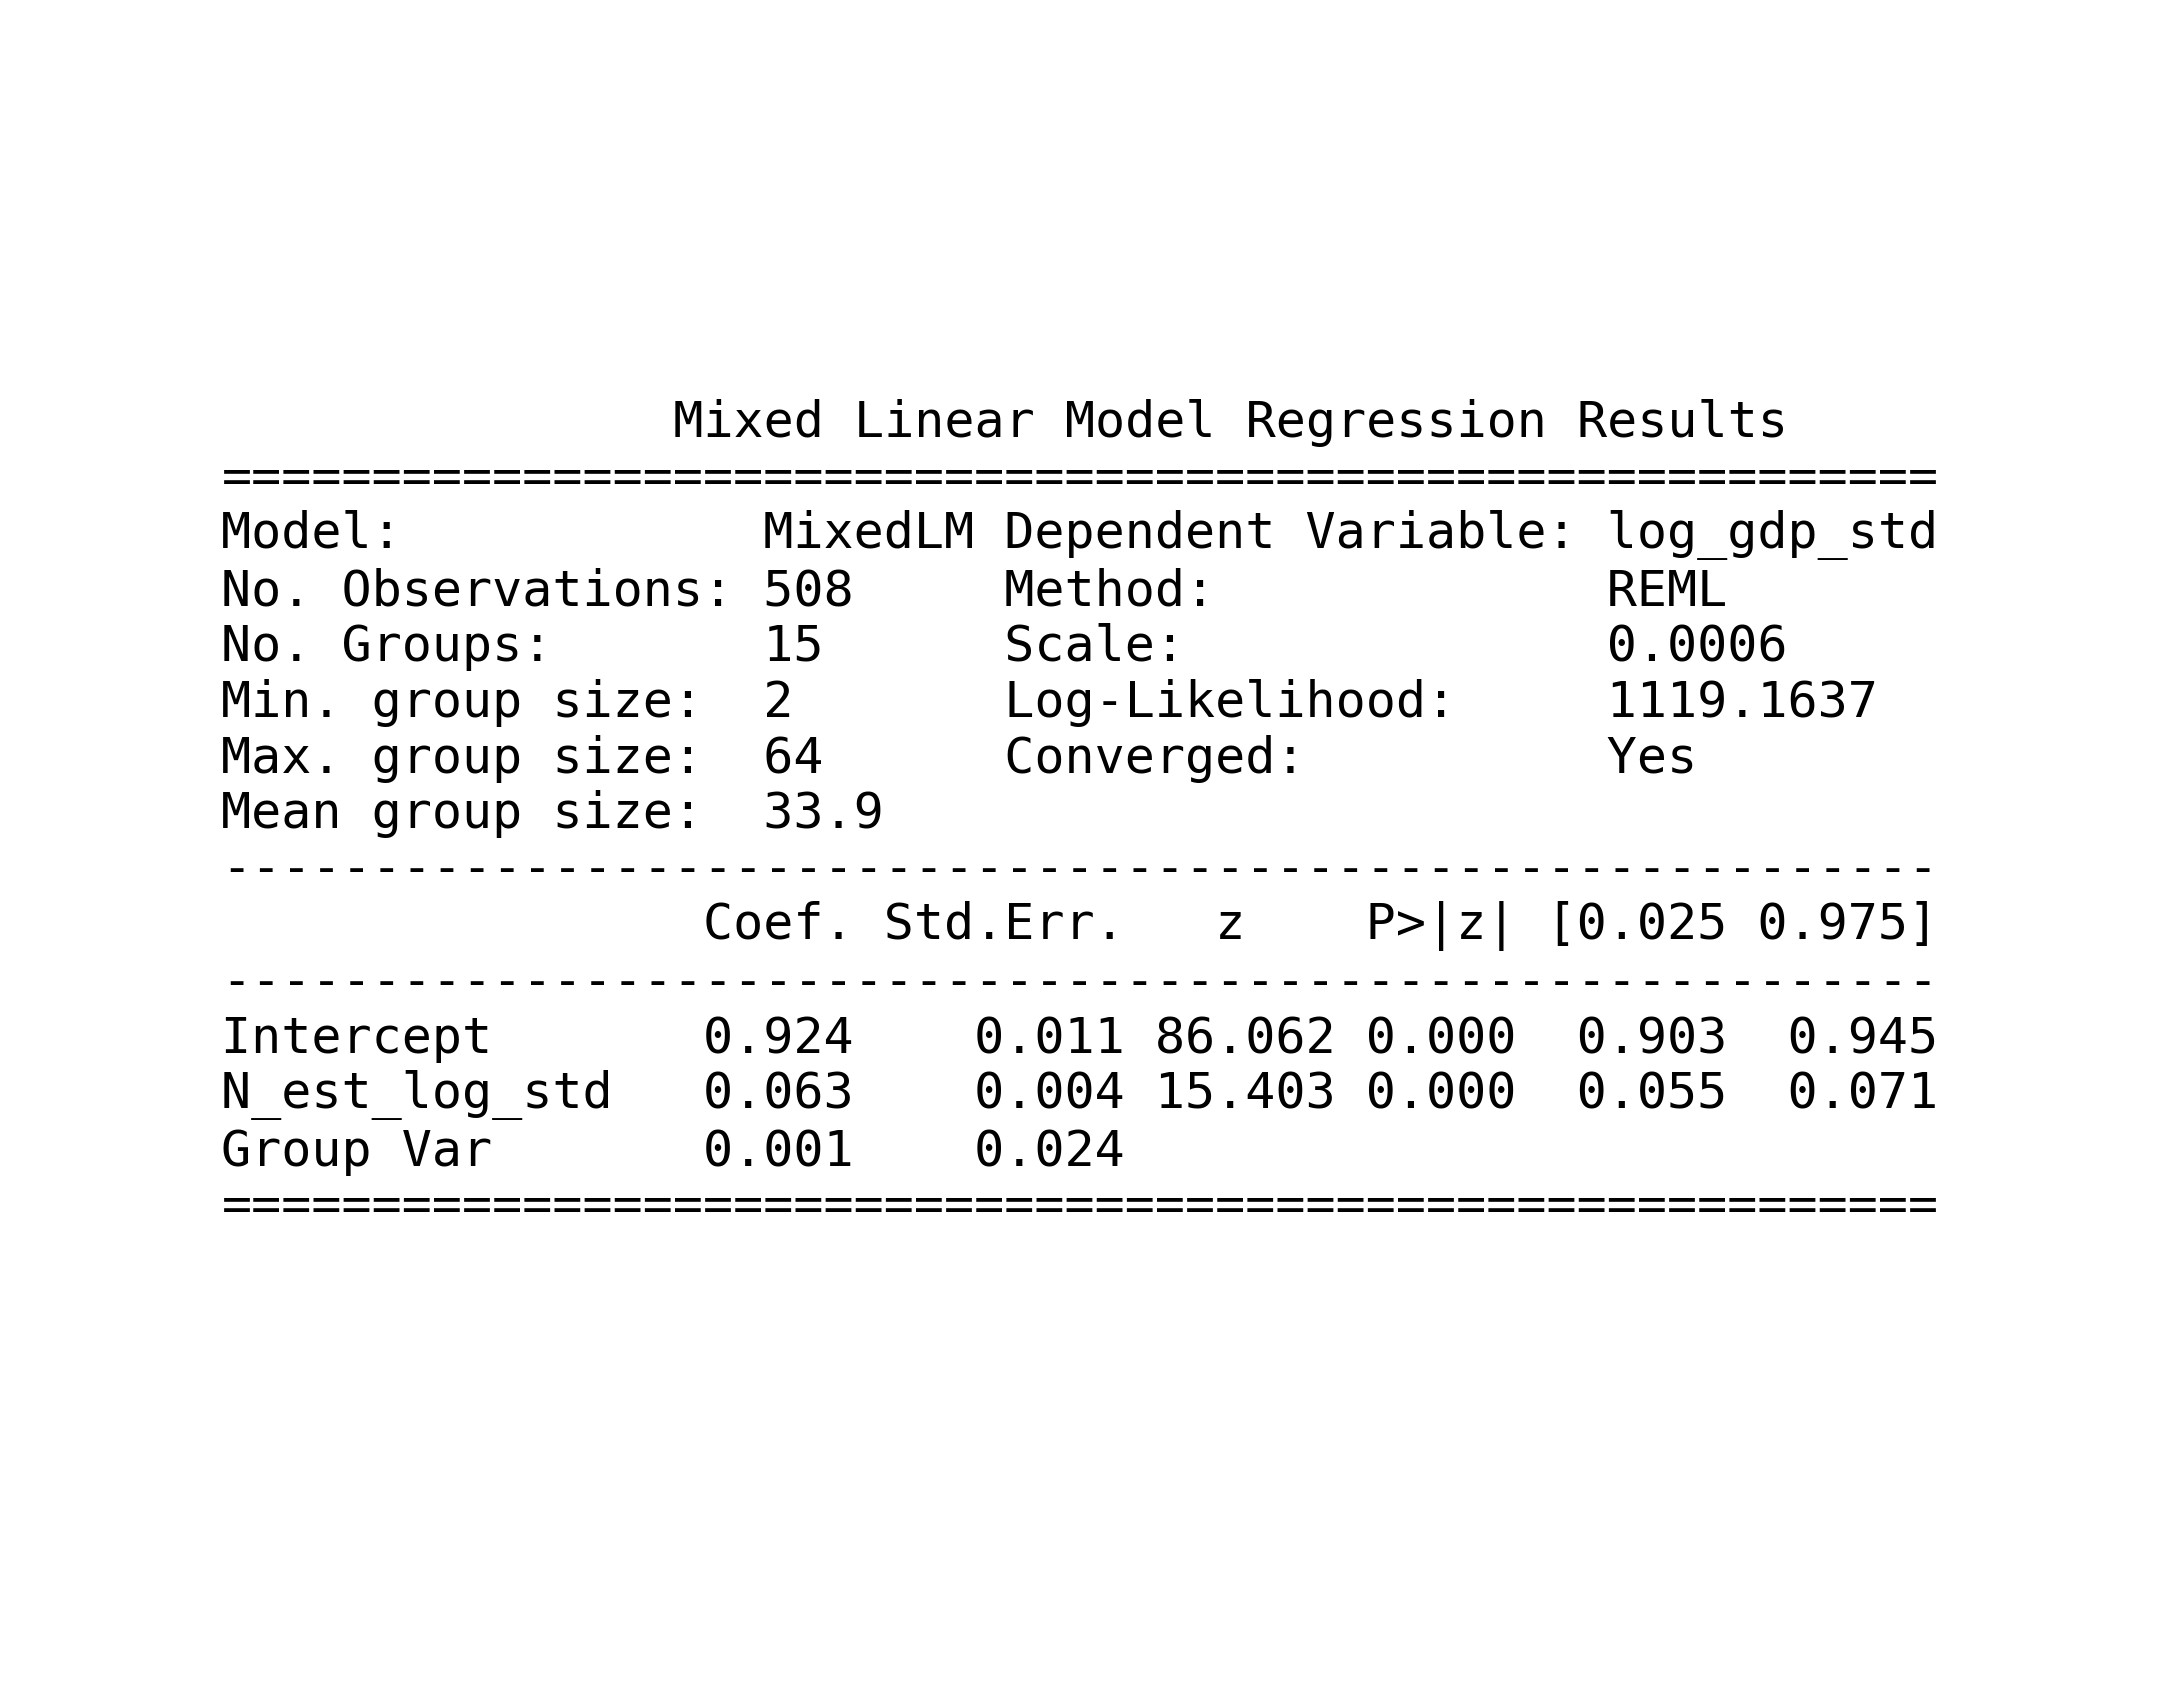 Mixed Linear Model Regression Results
=========================================================
Model:            MixedLM Dependent Variable: log_gdp_std
No. Observations: 508     Method:             REML
No. Groups:       15      Scale:              0.0006
Min. group size:  2       Log-Likelihood:     1119.1637
Max. group size:  64      Converged:          Yes
Mean group size:  33.9
---------------------------------------------------------
                Coef. Std.Err.   z    P>|z| [0.025 0.975]
---------------------------------------------------------
Intercept       0.924    0.011 86.062 0.000  0.903  0.945
N_est_log_std   0.063    0.004 15.403 0.000  0.055  0.071
Group Var       0.001    0.024
=========================================================